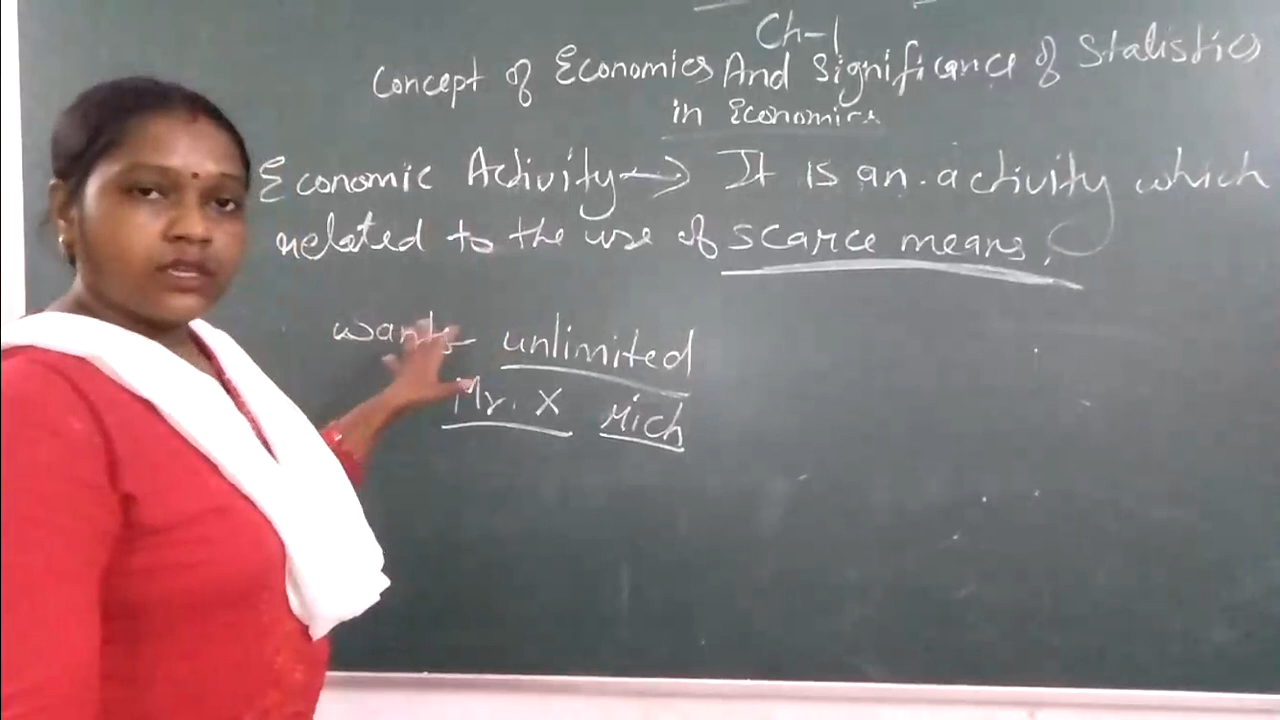 Ch-1
Concept of Economics And Significance of Statistics
in Economics
Economic Activity → It is an activity which
related to the use of scarce means.
wants unlimited
Mr. X rich